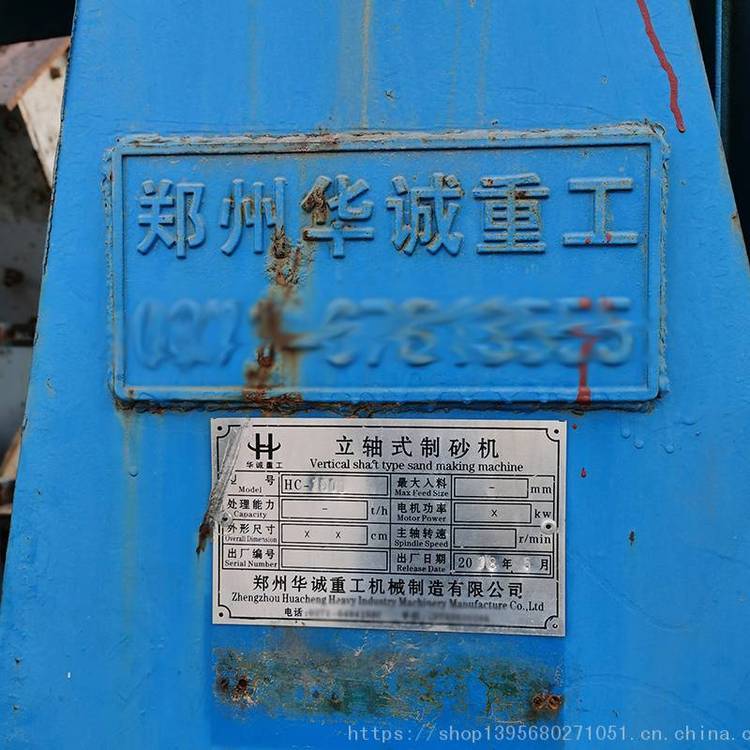 郑州华诚重工
立轴式制砂机
Vertical shaft type sand making machine
华诚重工
号 HC- 最大入料 - mm
Model Max Feed Size
处理能力 - t/h 电机功率 x kw
Capacity Motor Power
外形尺寸 x x cm 主轴转速 r/min
Overall Dimension Spindle Speed
出厂编号 出厂日期 年 月
Serial Number Release Date
郑州华诚重工机械制造有限公司
Zhengzhou Huacheng Heavy Industry Machinery Manufacture Co.,Ltd
电话:
https://shop1395680271051.cn.china.cn